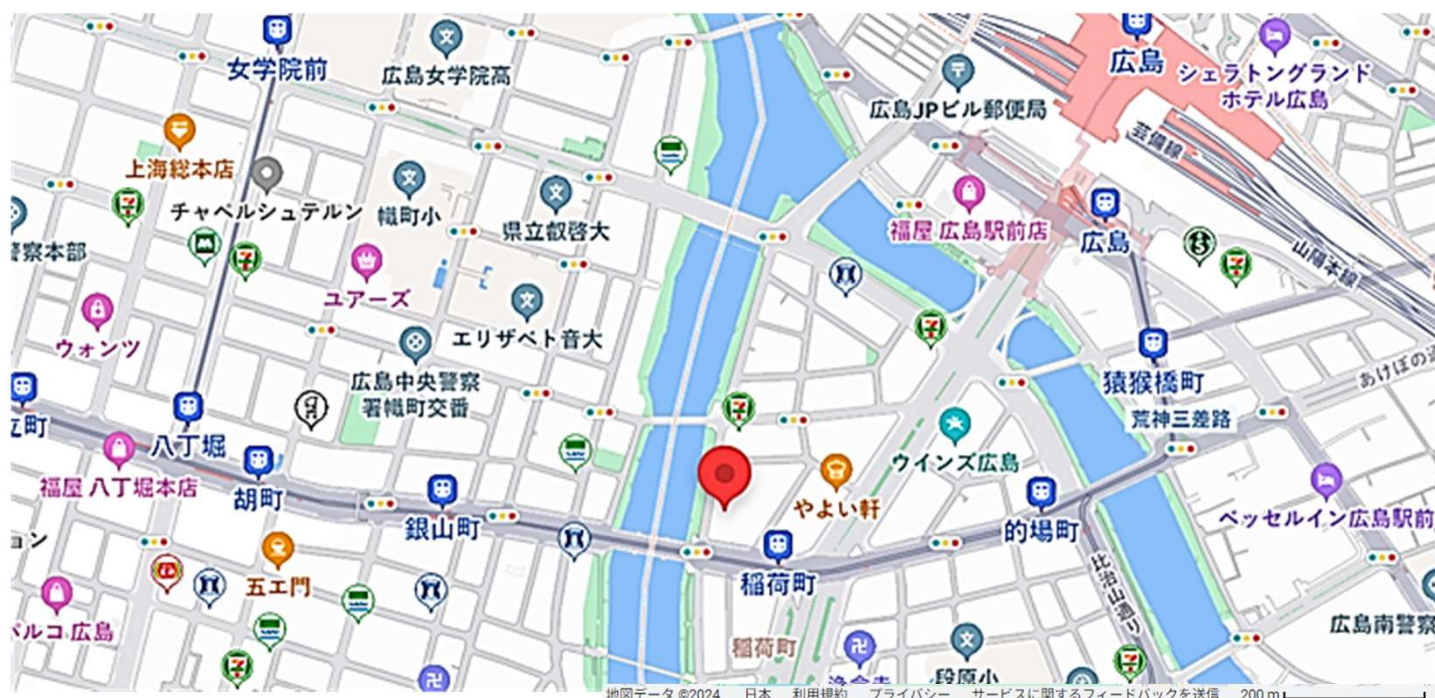 女学院前
広島女学院高
広島
シェラトングランド
ホテル広島
広島JPビル郵便局
芸備線
上海総本店
チャペルシュテルン
幟町小
県立叡啓大
福屋 広島駅前店
広島
山陽本線
警察本部
ユアーズ
エリザベト音大
ウォンツ
広島中央警察
署幟町交番
猿猴橋町
あけぼの通
荒神三差路
立町
八丁堀
福屋 八丁堀本店
胡町
銀山町
ウインズ広島
やよい軒
的場町
ベッセルイン広島駅前
ョン
五エ門
稲荷町
比治山通り
パルコ 広島
広島南警察
稲荷町
段原小
地図データ ©2024 日本 利用規約 プライバシー サービスに関するフィードバックを送信 200 m